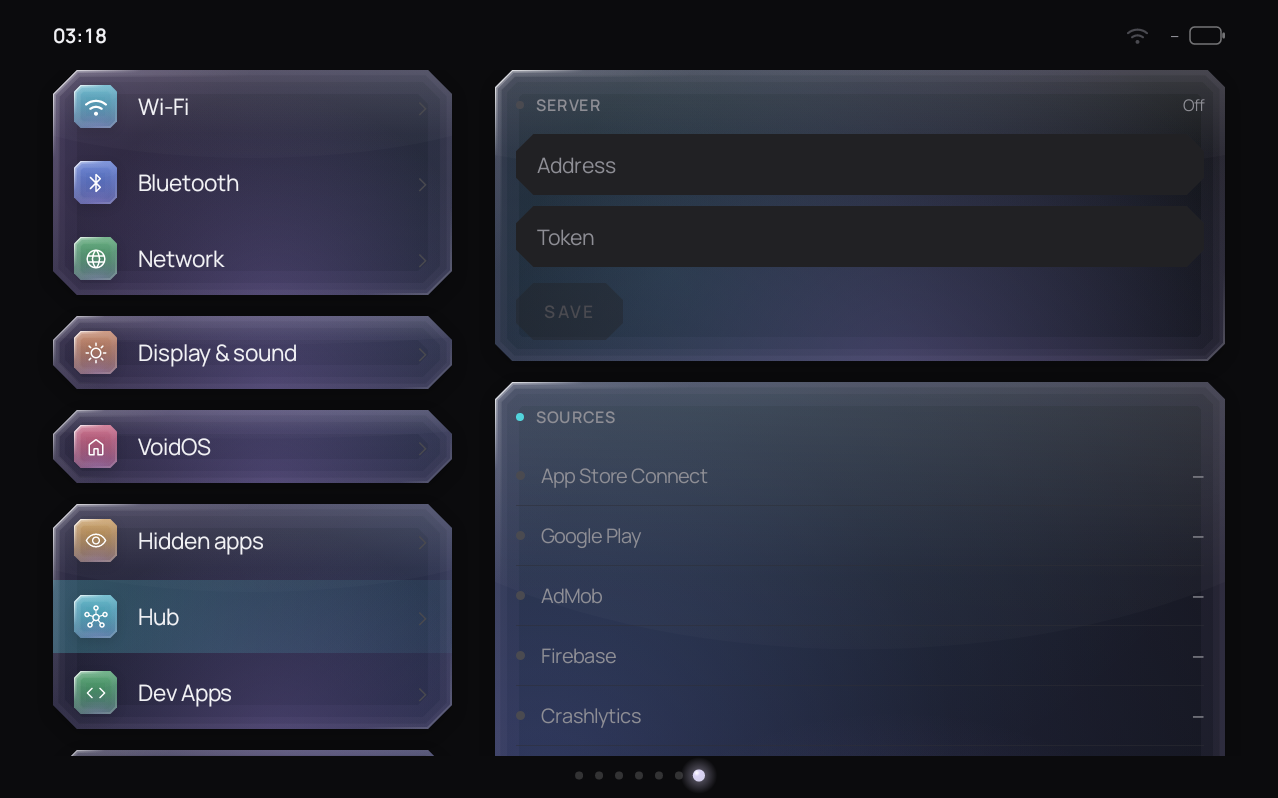 03:18
–
Wi-Fi
Bluetooth
Network
Display & sound
VoidOS
Hidden apps
Hub
Dev Apps
SERVER
Off
Address
Token
SAVE
SOURCES
App Store Connect –
Google Play –
AdMob –
Firebase –
Crashlytics –